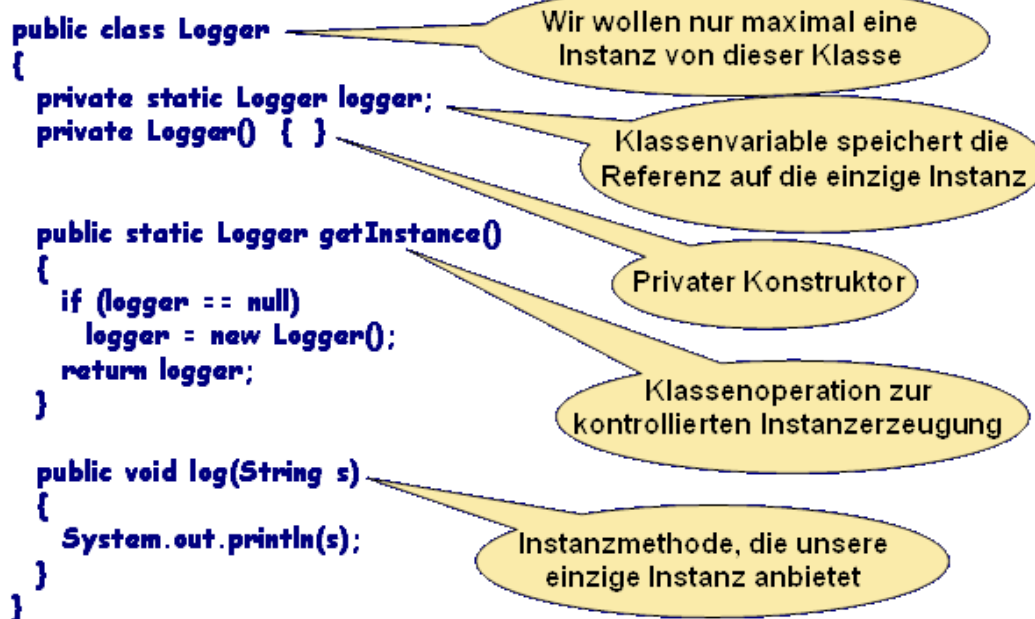 public class Logger
{
private static Logger logger;
private Logger() { }
public static Logger getInstance()
{
if (logger == null)
logger = new Logger();
return logger;
}
public void log(String s)
{
System.out.println(s);
}
}
Wir wollen nur maximal eine
Instanz von dieser Klasse
Klassenvariable speichert die
Referenz auf die einzige Instanz
Privater Konstruktor
Klassenoperation zur
kontrollierten Instanzerzeugung
Instanzmethode, die unsere
einzige Instanz anbietet